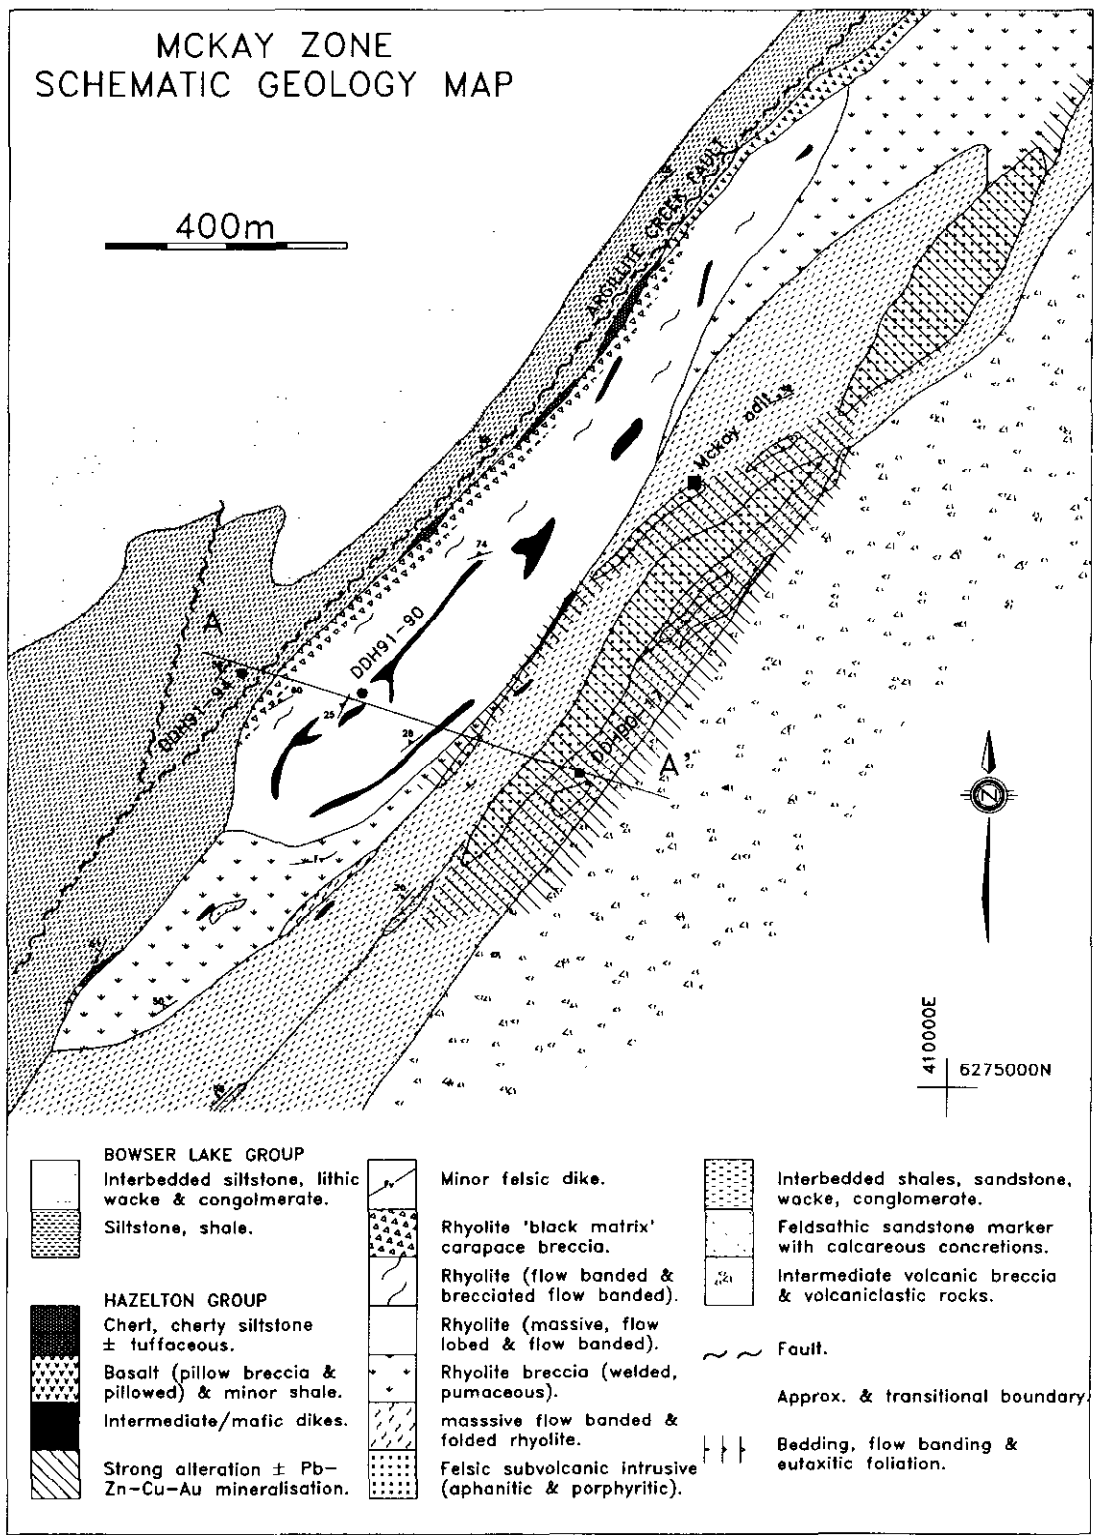 MCKAY ZONE
SCHEMATIC GEOLOGY MAP
400m
ARGILLITE CREEK FAULT
Mckay adit
74
A
DDH91-90
DDH91-94
60
25
28
A'
Fv
20
50
N
410000E
6275000N
BOWSER LAKE GROUP
Interbedded siltstone, lithic
wacke & congolmerate.
Siltstone, shale.
HAZELTON GROUP
Chert, cherty siltstone
± tuffaceous.
Basalt (pillow breccia &
pillowed) & minor shale.
Intermediate/mafic dikes.
Strong alteration ± Pb-
Zn-Cu-Au mineralisation.
Fv
Minor felsic dike.
Rhyolite 'black matrix'
carapace breccia.
Rhyolite (flow banded &
brecciated flow banded).
Rhyolite (massive, flow
lobed & flow banded).
Rhyolite breccia (welded,
pumaceous).
masssive flow banded &
folded rhyolite.
Felsic subvolcanic intrusive
(aphanitic & porphyritic).
Interbedded shales, sandstone,
wacke, conglomerate.
Feldsathic sandstone marker
with calcareous concretions.
Intermediate volcanic breccia
& volcaniclastic rocks.
Fault.
Approx. & transitional boundary.
Bedding, flow banding &
eutaxitic foliation.